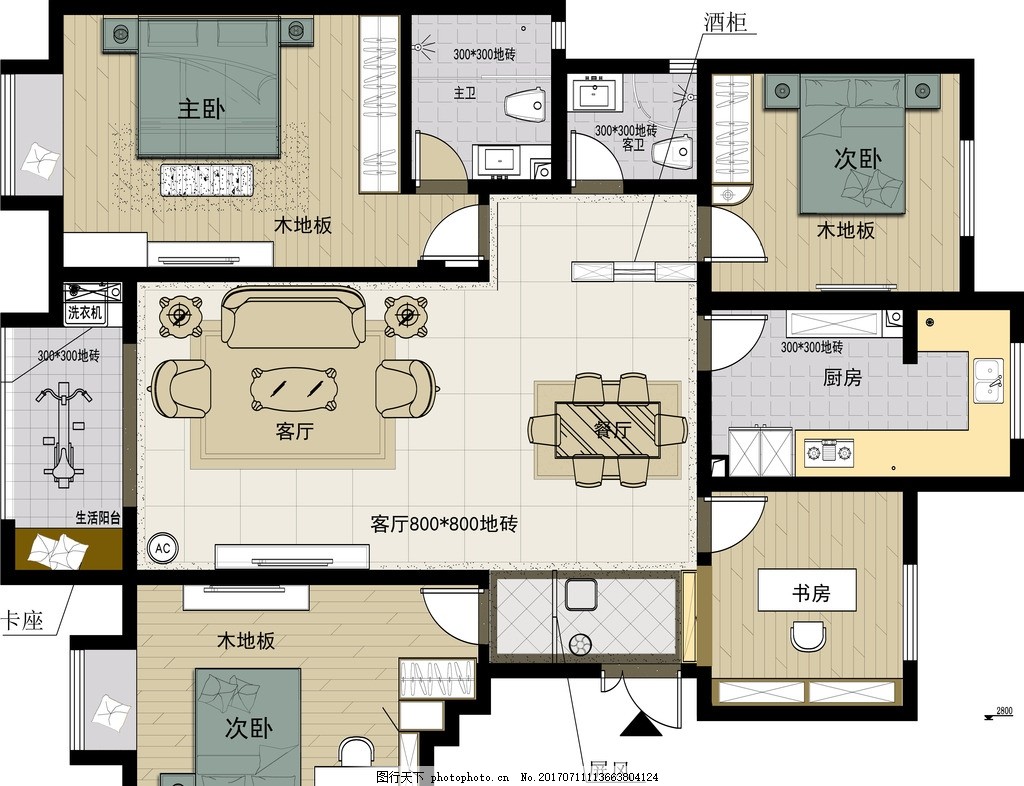 酒柜
300*300地砖
主卫
主卧
300*300地砖
客卫
次卧
木地板
木地板
洗衣机
300*300地砖
300*300地砖
厨房
客厅
餐厅
生活阳台
客厅800*800地砖
AC
书房
卡座
木地板
次卧
2800
屏风
图行天下 photophoto.cn No.20170711113663804124